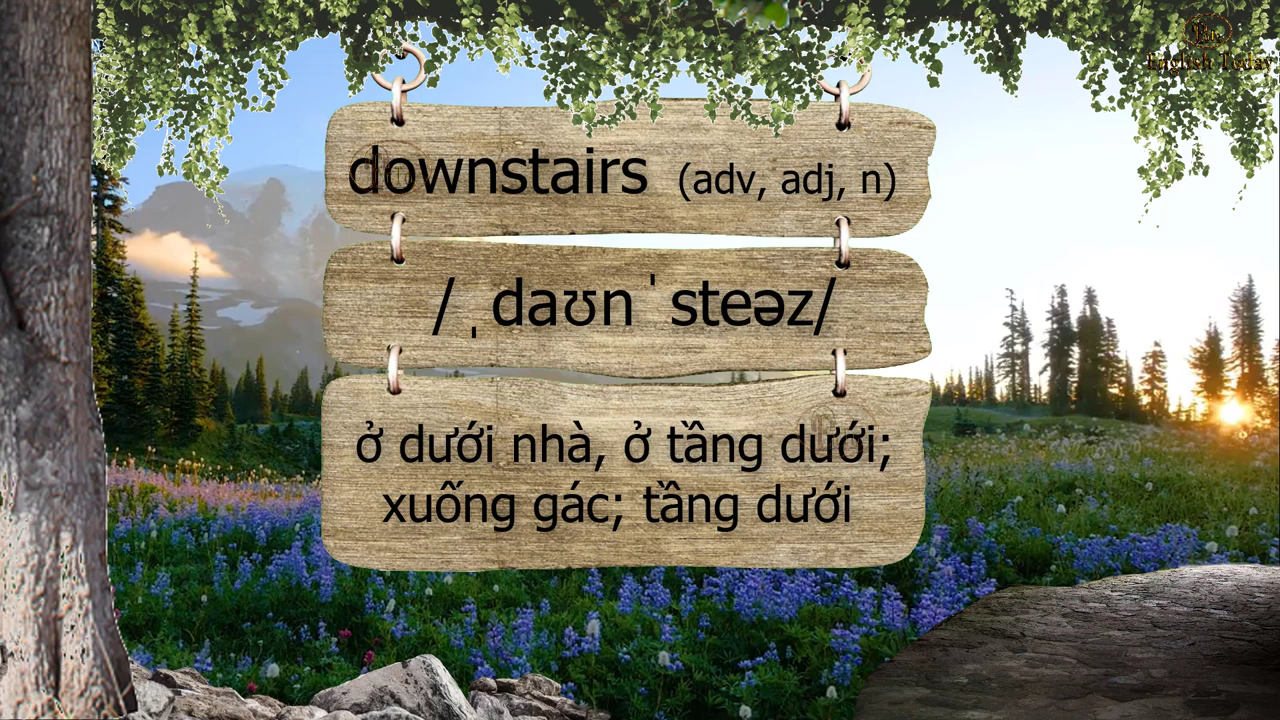 English Today
downstairs (adv, adj, n)
/ˌdaʊnˈsteəz/
ở dưới nhà, ở tầng dưới;
xuống gác; tầng dưới